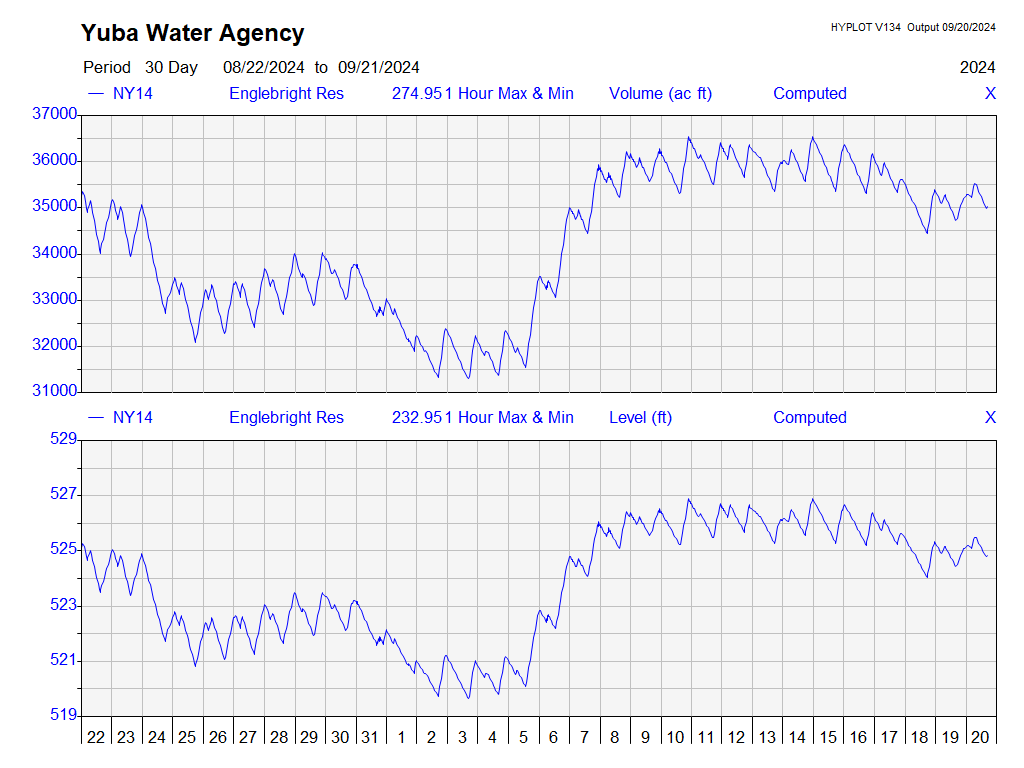 Yuba Water Agency
HYPLOT V134 Output 09/20/2024
Period 30 Day 08/22/2024 to 09/21/2024
2024
NY14 Englebright Res 274.951 Hour Max & Min Volume (ac ft) Computed X
37000
36000
35000
34000
33000
32000
31000
NY14 Englebright Res 232.951 Hour Max & Min Level (ft) Computed X
529
527
525
523
521
519
22 23 24 25 26 27 28 29 30 31 1 2 3 4 5 6 7 8 9 10 11 12 13 14 15 16 17 18 19 20